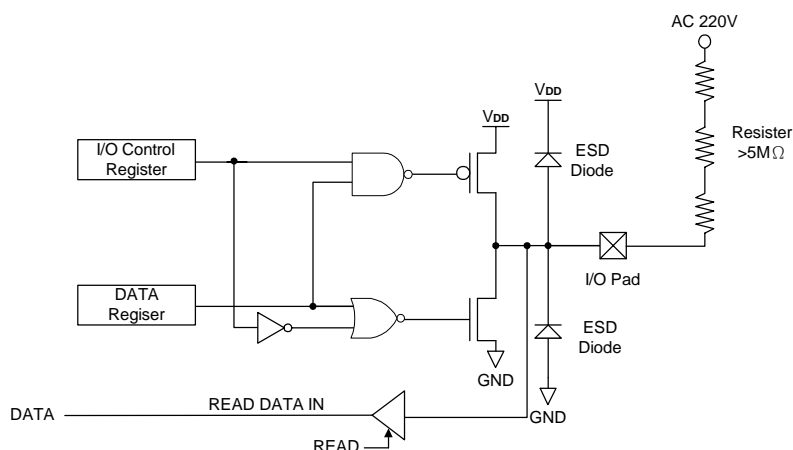 AC 220V
VDD
VDD
I/O Control
Register
ESD
Diode
Resister
>5MΩ
I/O Pad
DATA
Regiser
ESD
Diode
GND
GND
DATA
READ DATA IN
READ